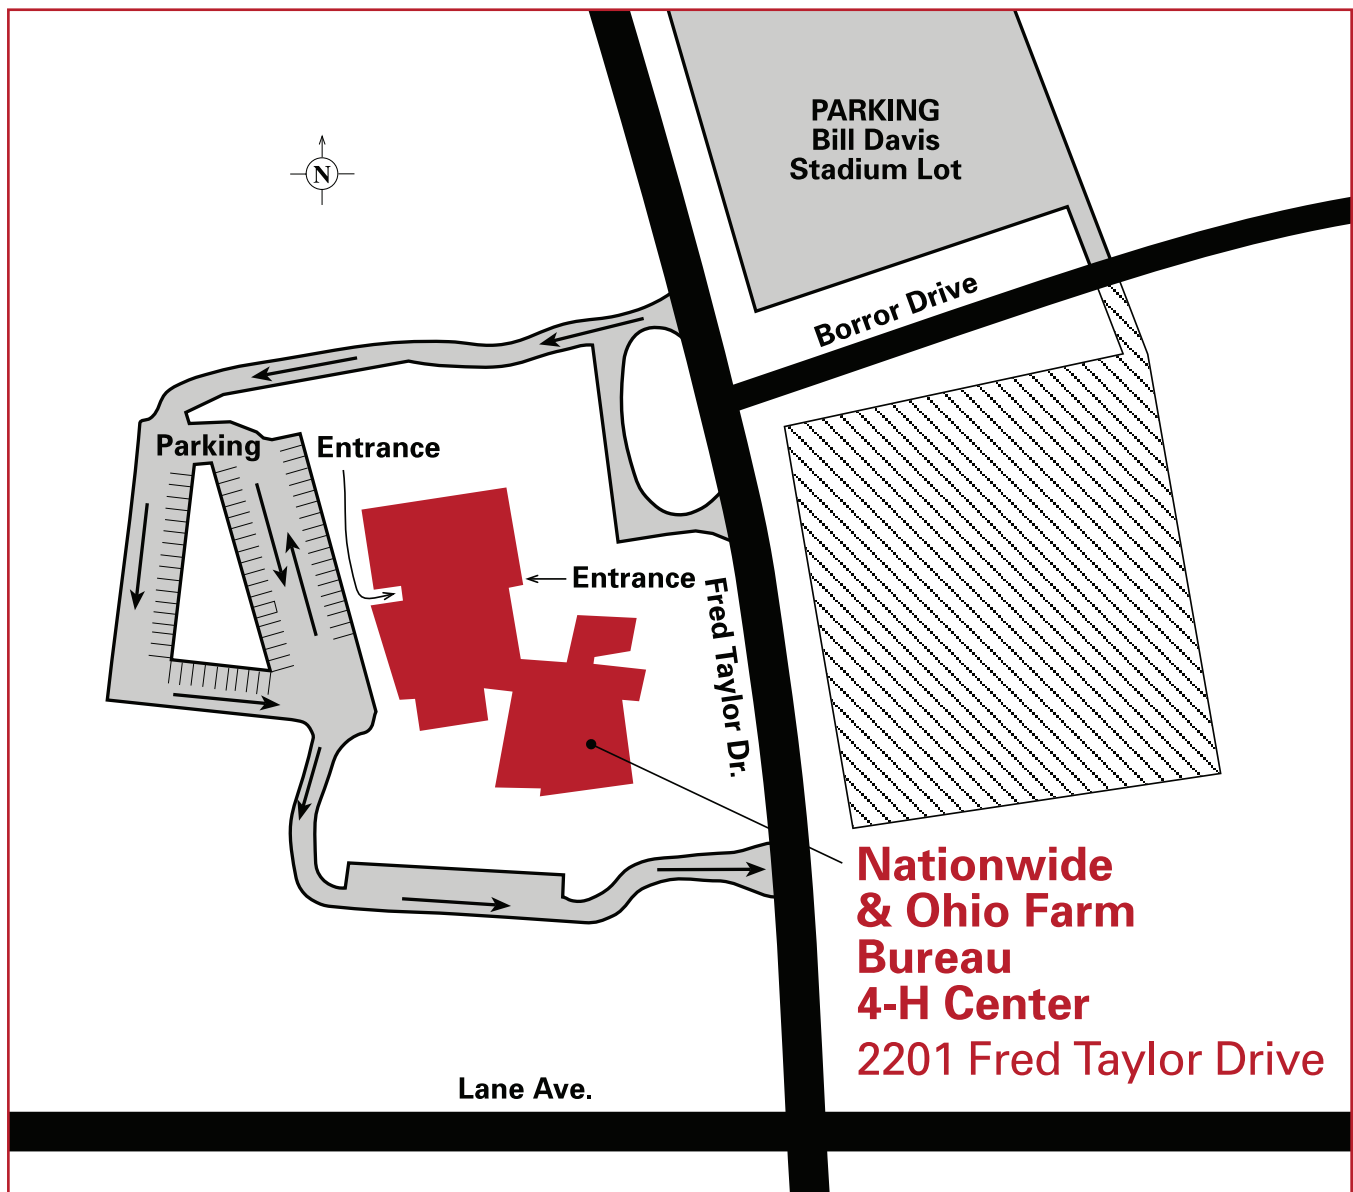 PARKING
Bill Davis
Stadium Lot
N
Borror Drive
Parking
Entrance
Entrance
Fred Taylor Dr.
Nationwide
& Ohio Farm
Bureau
4-H Center
2201 Fred Taylor Drive
Lane Ave.